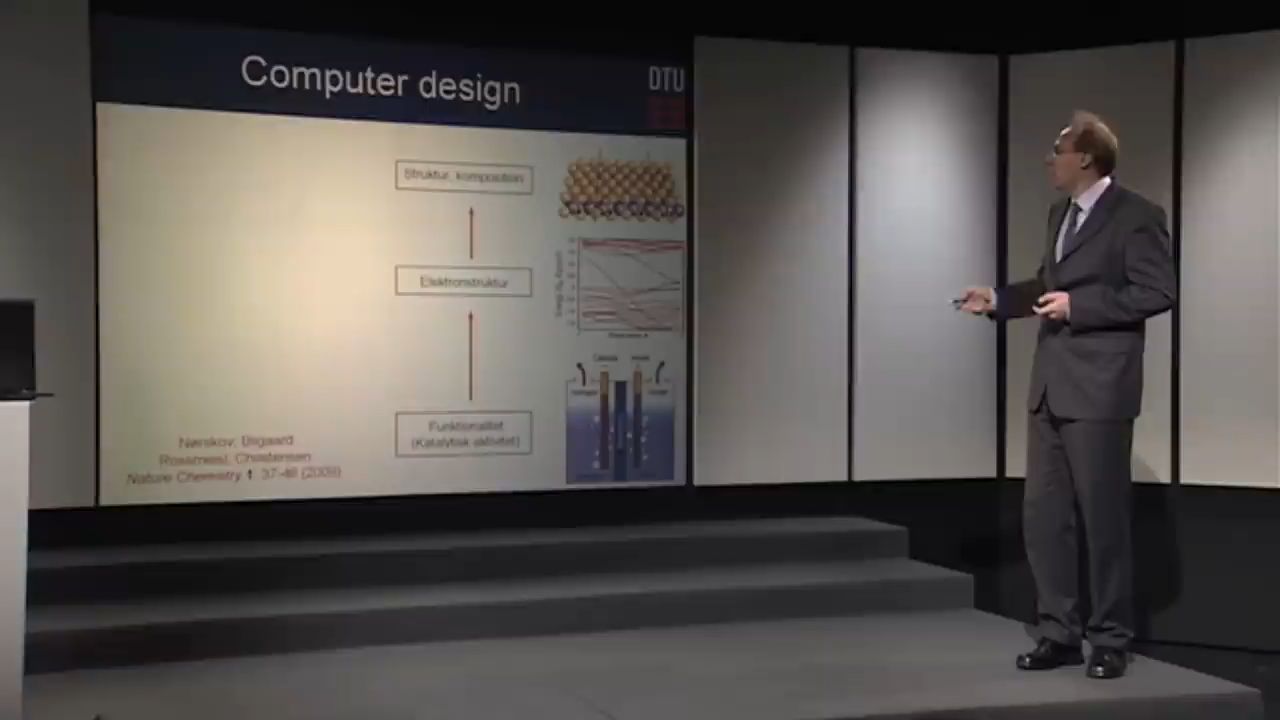 Computer design
DTU
Struktur, komposition
Elektronstruktur
Funktionalitet
(Katalytisk aktivitet)
Nørskov, Bligaard
Rossmeisl, Christensen
Nature Chemistry 1, 37-46 (2009)